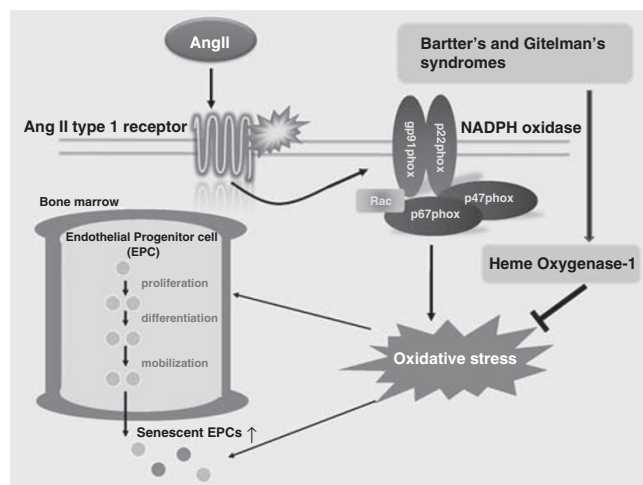 AngII
Bartter's and Gitelman's
syndromes
Ang II type 1 receptor
NADPH oxidase
gp91phox
p22phox
Rac
p47phox
p67phox
Bone marrow
Endothelial Progenitor cell
(EPC)
proliferation
differentiation
mobilization
Heme Oxygenase-1
Oxidative stress
Senescent EPCs ↑